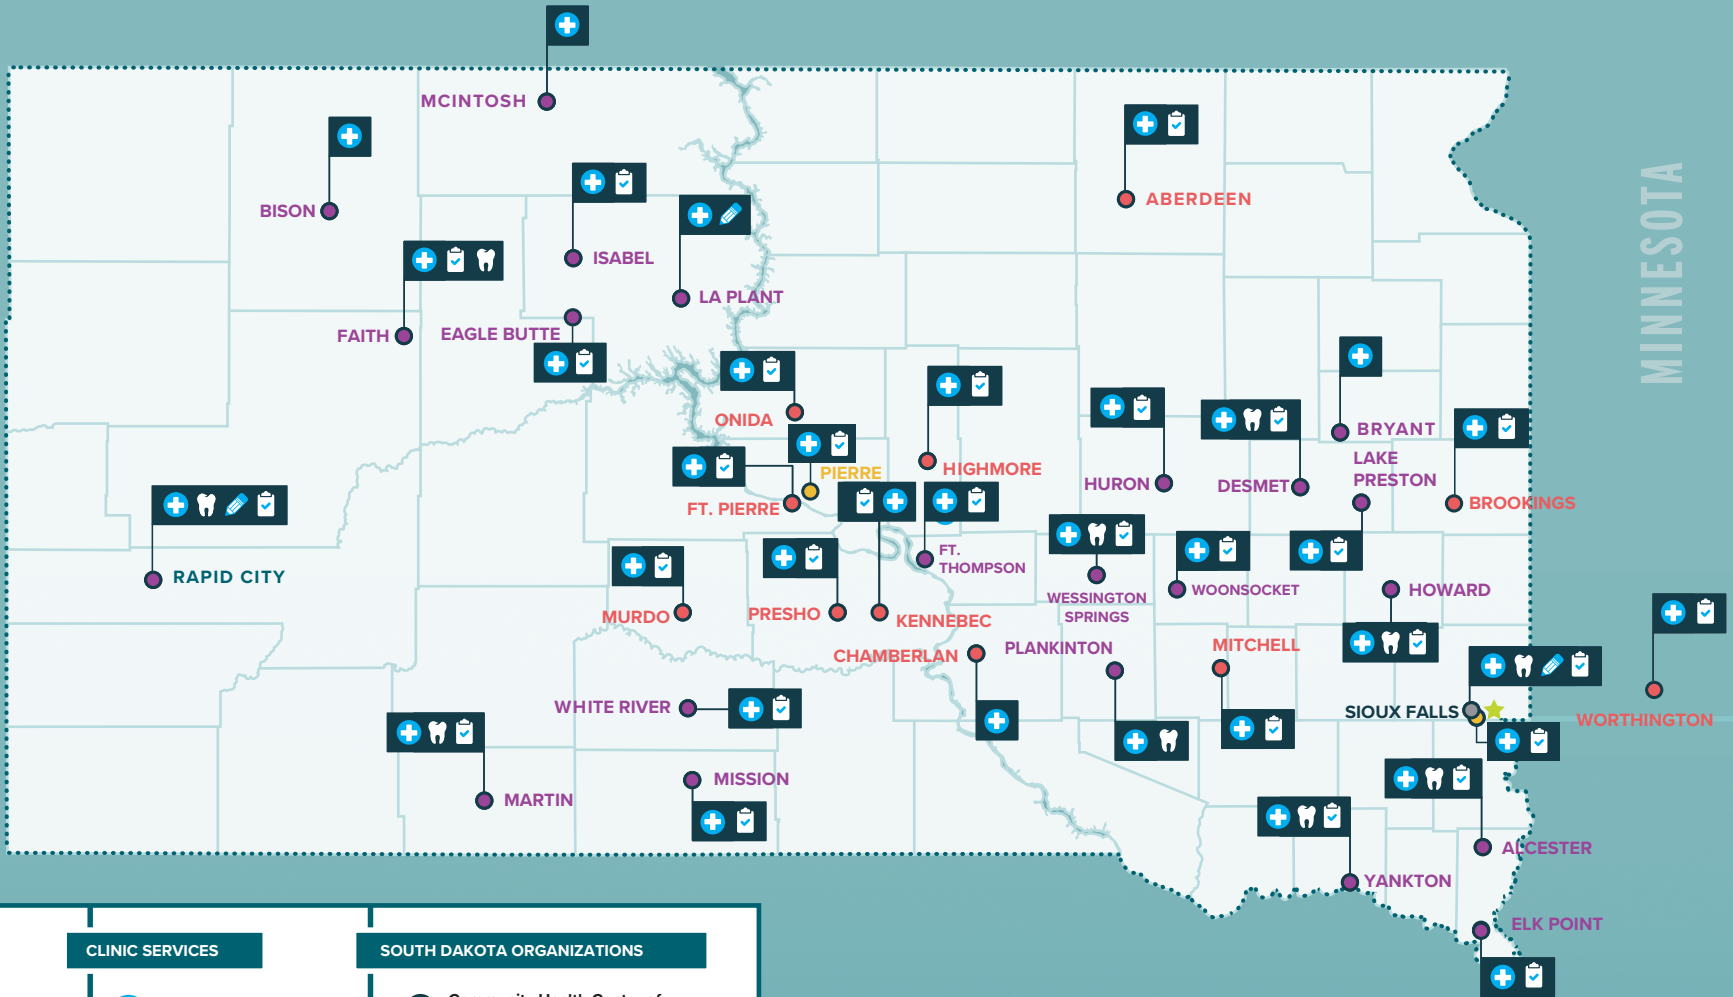 MCINTOSH
BISON
ABERDEEN
ISABEL
LA PLANT
FAITH
EAGLE BUTTE
MINNESOTA
ONIDA
PIERRE
FT. PIERRE
HIGHMORE
HURON
DESMET
BRYANT
LAKE
PRESTON
BROOKINGS
RAPID CITY
FT.
THOMPSON
WESSINGTON
SPRINGS
WOONSOCKET
HOWARD
MURDO
PRESHO
KENNEBEC
CHAMBERLAN
PLANKINTON
MITCHELL
WHITE RIVER
SIOUX FALLS
WORTHINGTON
MISSION
MARTIN
ALCESTER
YANKTON
ELK POINT
CLINIC SERVICES
SOUTH DAKOTA ORGANIZATIONS